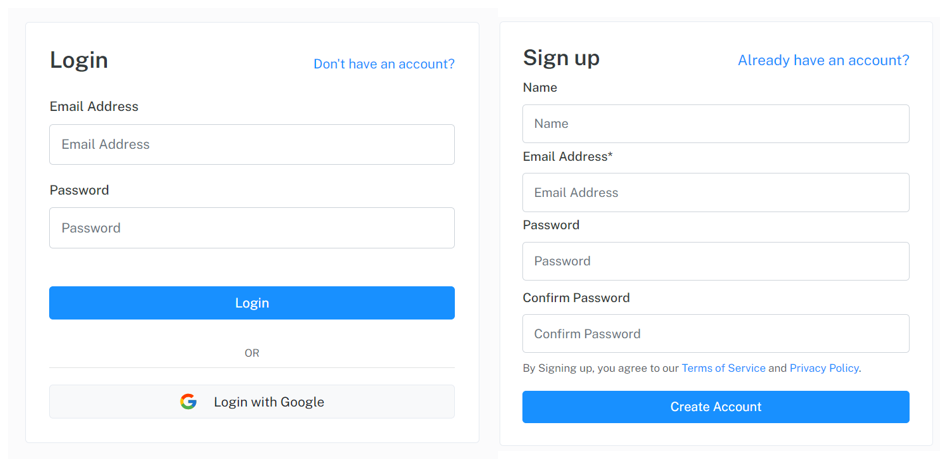 Login
Don't have an account?
Email Address
Email Address
Password
Password
Login
OR
Login with Google
Sign up
Already have an account?
Name
Name
Email Address*
Email Address
Password
Password
Confirm Password
Confirm Password
By Signing up, you agree to our Terms of Service and Privacy Policy.
Create Account